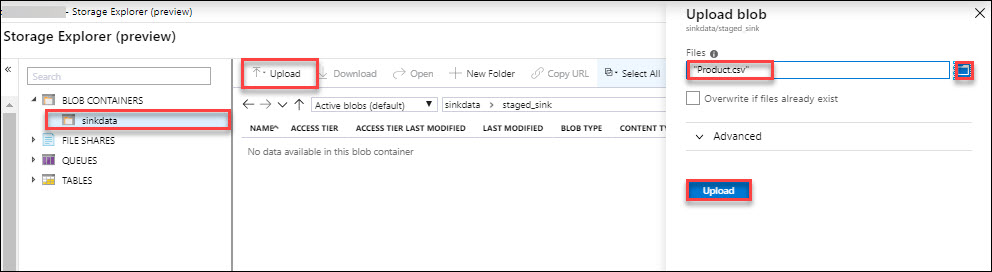 - Storage Explorer (preview)
Storage Explorer (preview)
«
Search
BLOB CONTAINERS
sinkdata
FILE SHARES
QUEUES
TABLES
Upload
Download
Open
New Folder
Copy URL
Select All
Active blobs (default)
sinkdata > staged_sink
NAME ACCESS TIER ACCESS TIER LAST MODIFIED LAST MODIFIED BLOB TYPE CONTENT TY
No data available in this blob container
Upload blob
sinkdata/staged_sink
Files
"Product.csv"
Overwrite if files already exist
Advanced
Upload